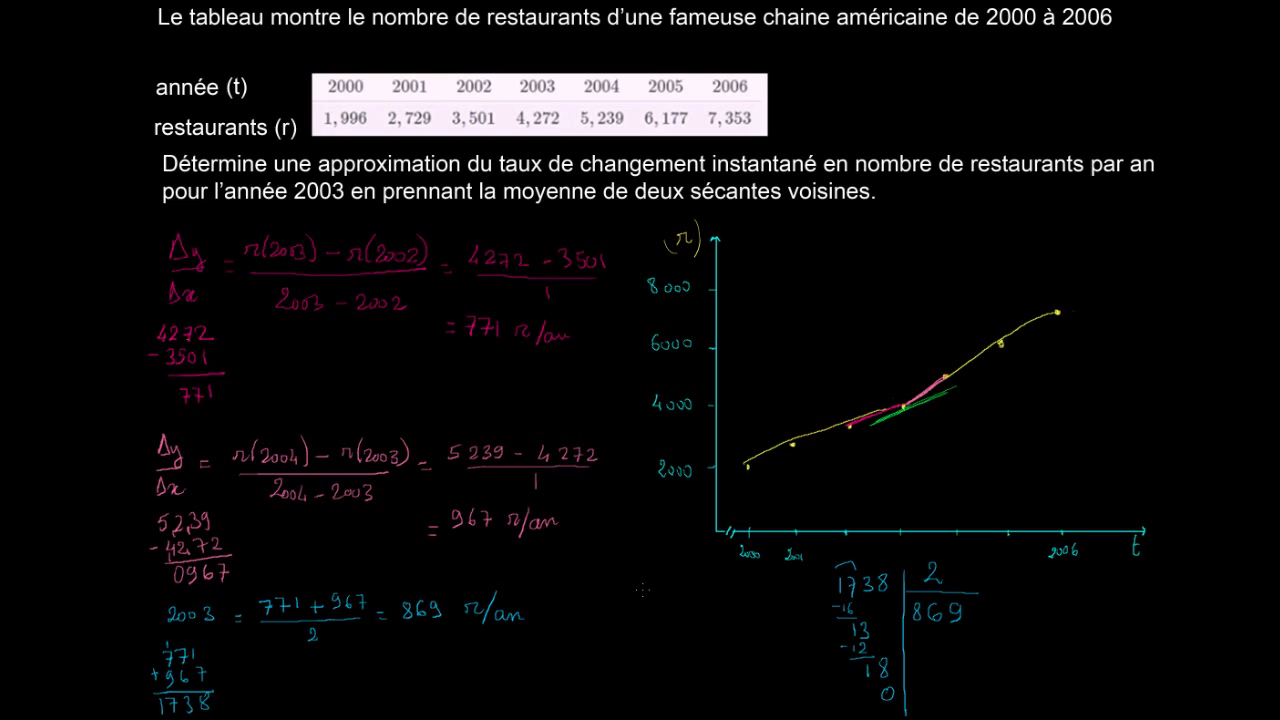 Le tableau montre le nombre de restaurants d'une fameuse chaine américaine de 2000 à 2006
année (t) 2000 2001 2002 2003 2004 2005 2006
restaurants (r) 1,996 2,729 3,501 4,272 5,239 6,177 7,353
Détermine une approximation du taux de changement instantané en nombre de restaurants par an
pour l'année 2003 en prennant la moyenne de deux sécantes voisines.
Δy/Δx = r(2003) - r(2002) / 2003 - 2002 = 4272 - 3501 / 1
= 771 r/an
4272
- 3501
771
Δy/Δx = r(2004) - r(2003) / 2004 - 2003 = 5239 - 4272 / 1
= 967 r/an
5239
- 4272
0967
2003 = 771 + 967 / 2 = 869 r/an
1
771
+ 967
1738
(r)
8000
6000
4000
2000
2000 2001 2006 t
1738 2
-16 869
13
-12
18
0